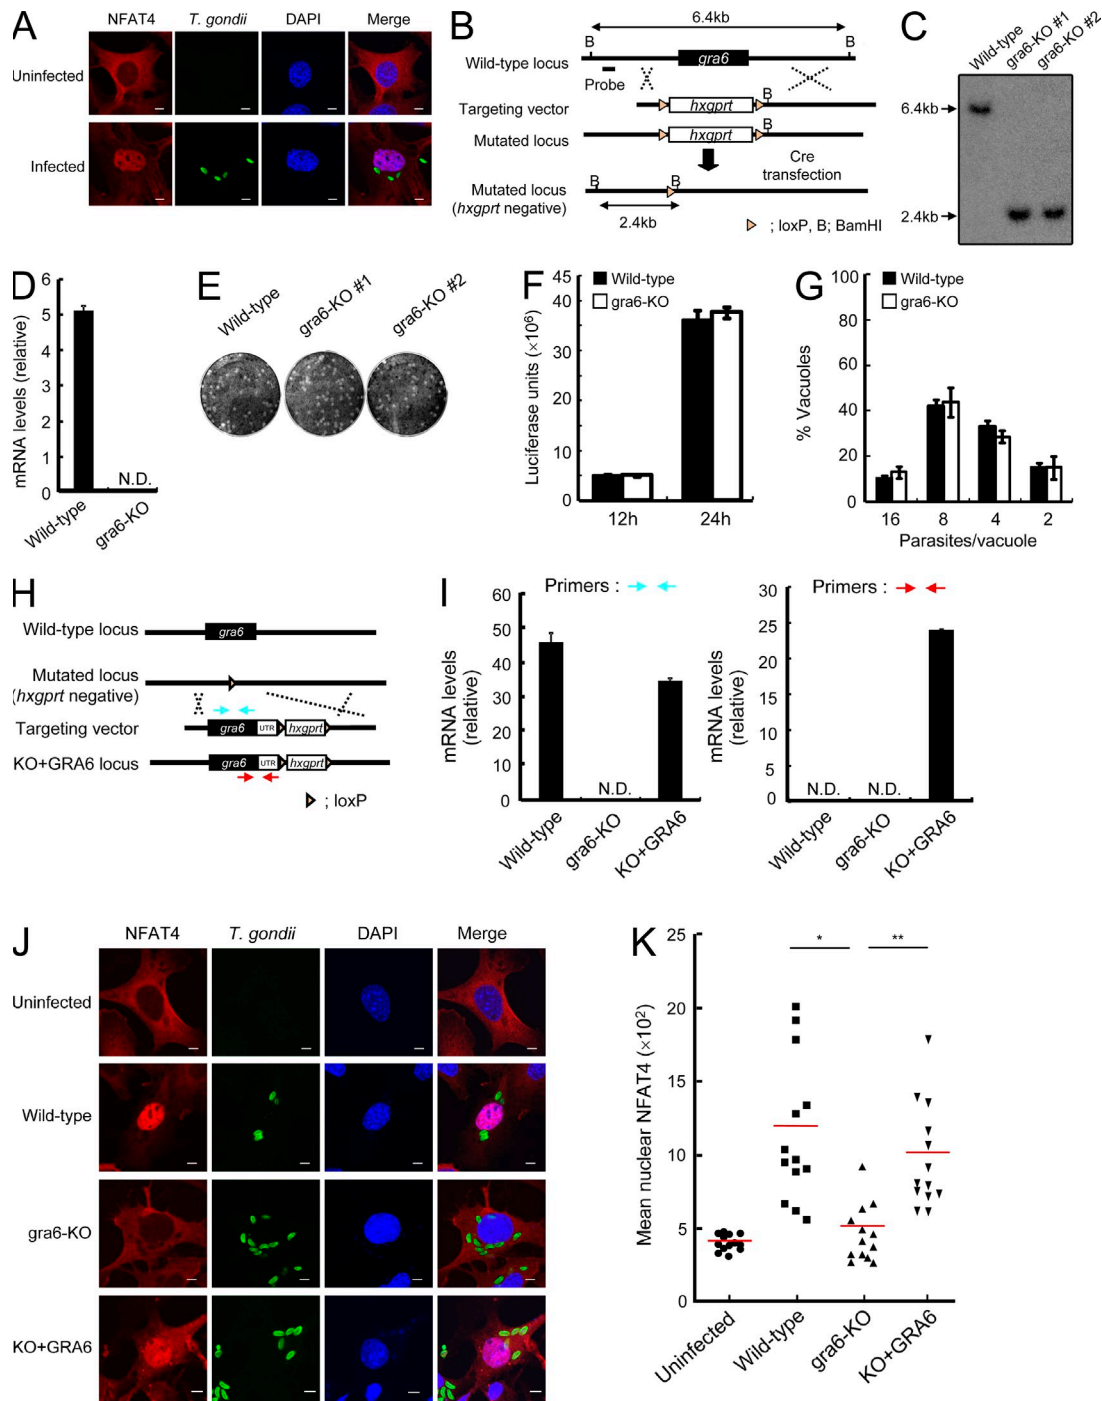 A
NFAT4 T. gondii DAPI Merge
Uninfected
Infected
B
6.4kb
B B
Wild-type locus gra6
Probe
B
Targeting vector hxgprt
Mutated locus hxgprt
Cre
transfection
B B
Mutated locus
(hxgprt negative)
2.4kb
; loxP, B; BamHI
C
Wild-type gra6-KO #1 gra6-KO #2
6.4kb
2.4kb
D
mRNA levels (relative)
6
5
4
3
2
1
0
N.D.
Wild-type gra6-KO
E
Wild-type gra6-KO #1 gra6-KO #2
F
Wild-type
gra6-KO
Luciferase units (×10⁶)
45
40
30
20
10
0
12h 24h
G
Wild-type
gra6-KO
% Vacuoles
100
80
60
40
20
0
16 8 4 2
Parasites/vacuole
H
Wild-type locus gra6
Mutated locus
(hxgprt negative)
Targeting vector gra6 UTR hxgprt
KO+GRA6 locus gra6 UTR hxgprt
; loxP
I
Primers :
mRNA levels
(relative)
60
50
40
30
20
10
0
N.D.
Wild-type gra6-KO KO+GRA6
Primers :
mRNA levels
(relative)
30
25
20
15
10
5
0
N.D. N.D.
Wild-type gra6-KO KO+GRA6
J
NFAT4 T. gondii DAPI Merge
Uninfected
Wild-type
gra6-KO
KO+GRA6
K
Mean nuclear NFAT4 (×10²)
25
20
15
10
5
0
* **
Uninfected Wild-type gra6-KO KO+GRA6